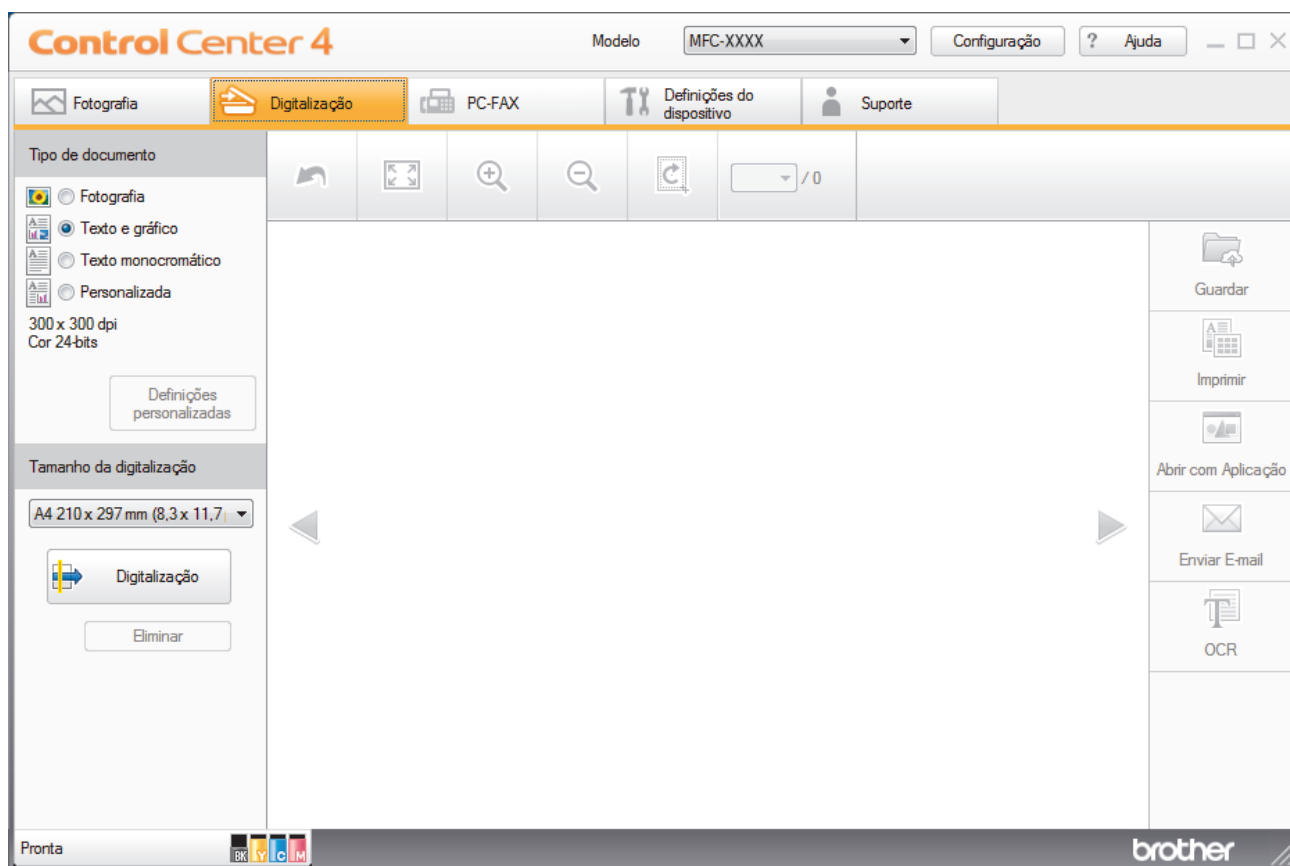 Control Center 4
Modelo
MFC-XXXX
Configuração
? Ajuda
Fotografia
Digitalização
PC-FAX
Definições do
dispositivo
Suporte
Tipo de documento
/ 0
Fotografia
Texto e gráfico
Texto monocromático
Personalizada
300 x 300 dpi
Cor 24-bits
Definições
personalizadas
Tamanho da digitalização
A4 210 x 297 mm (8,3 x 11,7
Digitalização
Eliminar
Guardar
Imprimir
Abrir com Aplicação
Enviar E-mail
OCR
Pronta
BK Y C M
brother